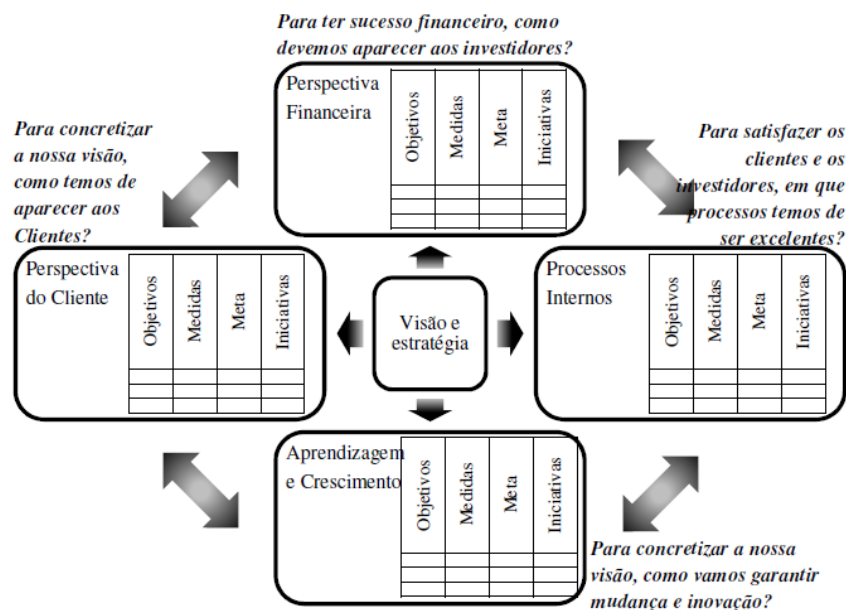 Para ter sucesso financeiro, como
devemos aparecer aos investidores?
Perspectiva
Financeira
Objetivos
Medidas
Meta
Iniciativas
Para concretizar
a nossa visão,
como temos de
aparecer aos
Clientes?
Para satisfazer os
clientes e os
investidores, em que
processos temos de
ser excelentes?
Perspectiva
do Cliente
Objetivos
Medidas
Meta
Iniciativas
Visão e
estratégia
Processos
Internos
Objetivos
Medidas
Meta
Iniciativas
Aprendizagem
e Crescimento
Objetivos
Medidas
Meta
Iniciativas
Para concretizar a nossa
visão, como vamos garantir
mudança e inovação?